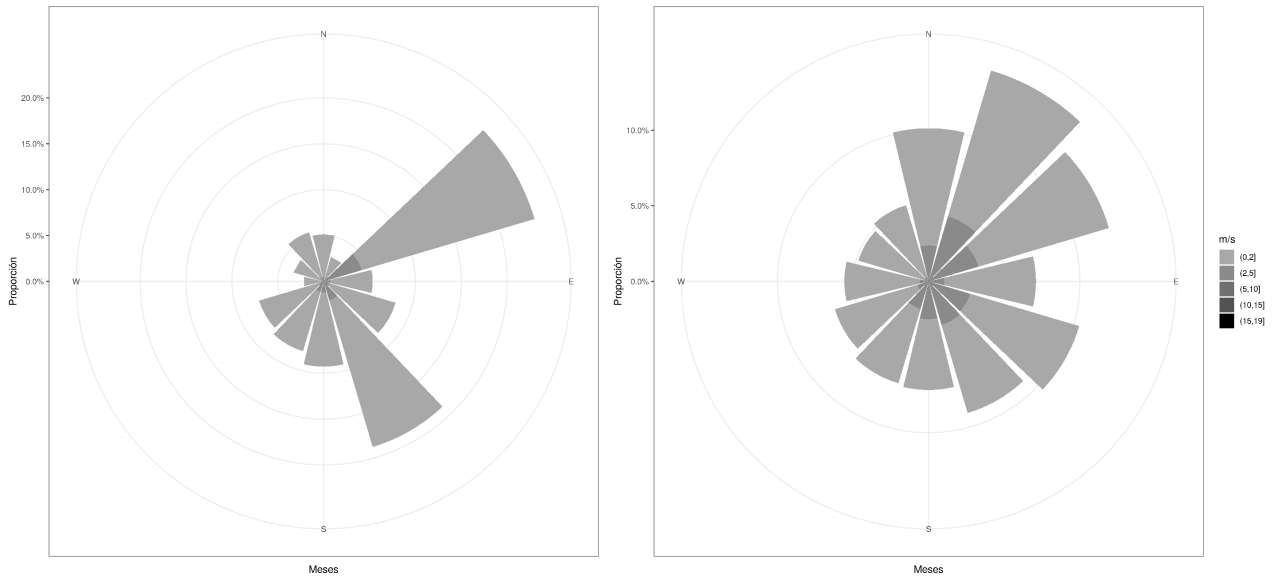 N
20.0%
15.0%
10.0%
5.0%
0.0%
W
E
S
Proporción
Meses
N
10.0%
5.0%
0.0%
W
E
S
Proporción
Meses
m/s
(0,2]
(2,5]
(5,10]
(10,15]
(15,19]